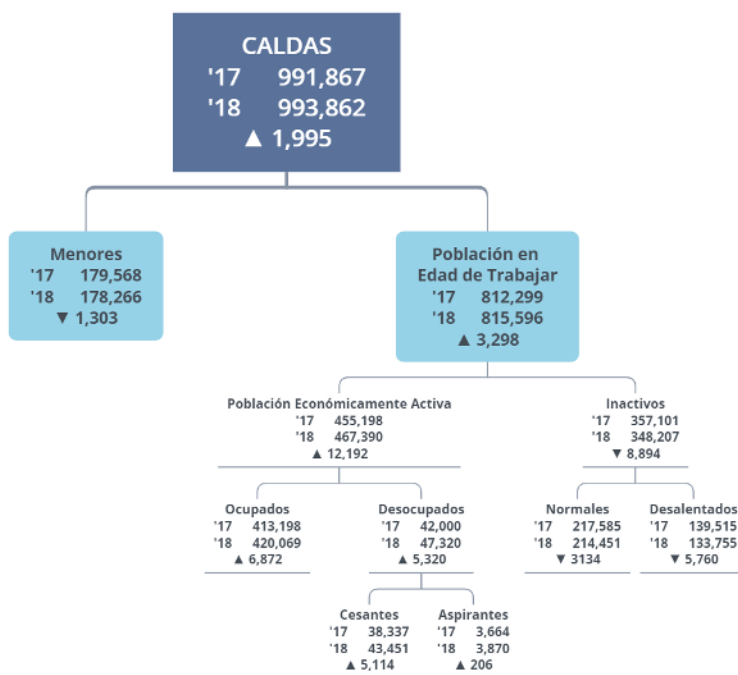 CALDAS
'17 991,867
'18 993,862
▲ 1,995
Menores
'17 179,568
'18 178,266
▼ 1,303
Población en
Edad de Trabajar
'17 812,299
'18 815,596
▲ 3,298
Población Económicamente Activa
'17 455,198
'18 467,390
▲ 12,192
Inactivos
'17 357,101
'18 348,207
▼ 8,894
Ocupados
'17 413,198
'18 420,069
▲ 6,872
Desocupados
'17 42,000
'18 47,320
▲ 5,320
Normales
'17 217,585
'18 214,451
▼ 3134
Desalentados
'17 139,515
'18 133,755
▼ 5,760
Cesantes
'17 38,337
'18 43,451
▲ 5,114
Aspirantes
'17 3,664
'18 3,870
▲ 206